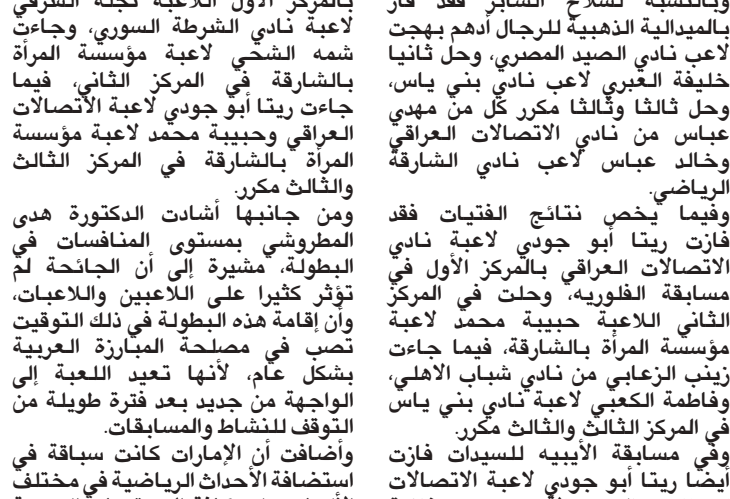 وبالنسبة لسلاح السابر فقد فاز
بالميدالية الذهبية للرجال أدهم بهجت
لاعب نادي الصيد المصري، وحل ثانيا
خليفة العبري لاعب نادي بني ياس،
وحل ثالثا وثالثا مكرر كل من مهدي
عباس من نادي الاتصالات العراقي
وخالد عباس لاعب نادي الشارقة
الرياضي.
وفيما يخص نتائج الفتيات فقد
فازت ريتا أبو جودي لاعبة نادي
الاتصالات العراقي بالمركز الأول في
مسابقة الفلوريه، وحلت في المركز
الثاني اللاعبة حبيبة محمد لاعبة
مؤسسة المرأة بالشارقة، فيما جاءت
زينب الزعابي من نادي شباب الاهلي،
وفاطمة الكعبي لاعبة نادي بني ياس
في المركز الثالث والثالث مكرر.
وفي مسابقة الأيبيه للسيدات فازت
أيضا ريتا أبو جودي لاعبة الاتصالات
بالمركز الأول اللاعبة نجلة الشرفي
لاعبة نادي الشرطة السوري، وجاءت
شمه الشحي لاعبة مؤسسة المرأة
بالشارقة في المركز الثاني، فيما
جاءت ريتا أبو جودي لاعبة الاتصالات
العراقي وحبيبة محمد لاعبة مؤسسة
المرأة بالشارقة في المركز الثالث
والثالث مكرر.
ومن جانبها أشادت الدكتورة هدى
المطروشي بمستوى المنافسات في
البطولة، مشيرة إلى أن الجائحة لم
تؤثر كثيرا على اللاعبين واللاعبات،
وأن إقامة هذه البطولة في ذلك التوقيت
تصب في مصلحة المبارزة العربية
بشكل عام، لأنها تعيد اللعبة إلى
الواجهة من جديد بعد فترة طويلة من
التوقف للنشاط والمسابقات.
وأضافت أن الإمارات كانت سباقة في
استضافة الأحداث الرياضية في مختلف